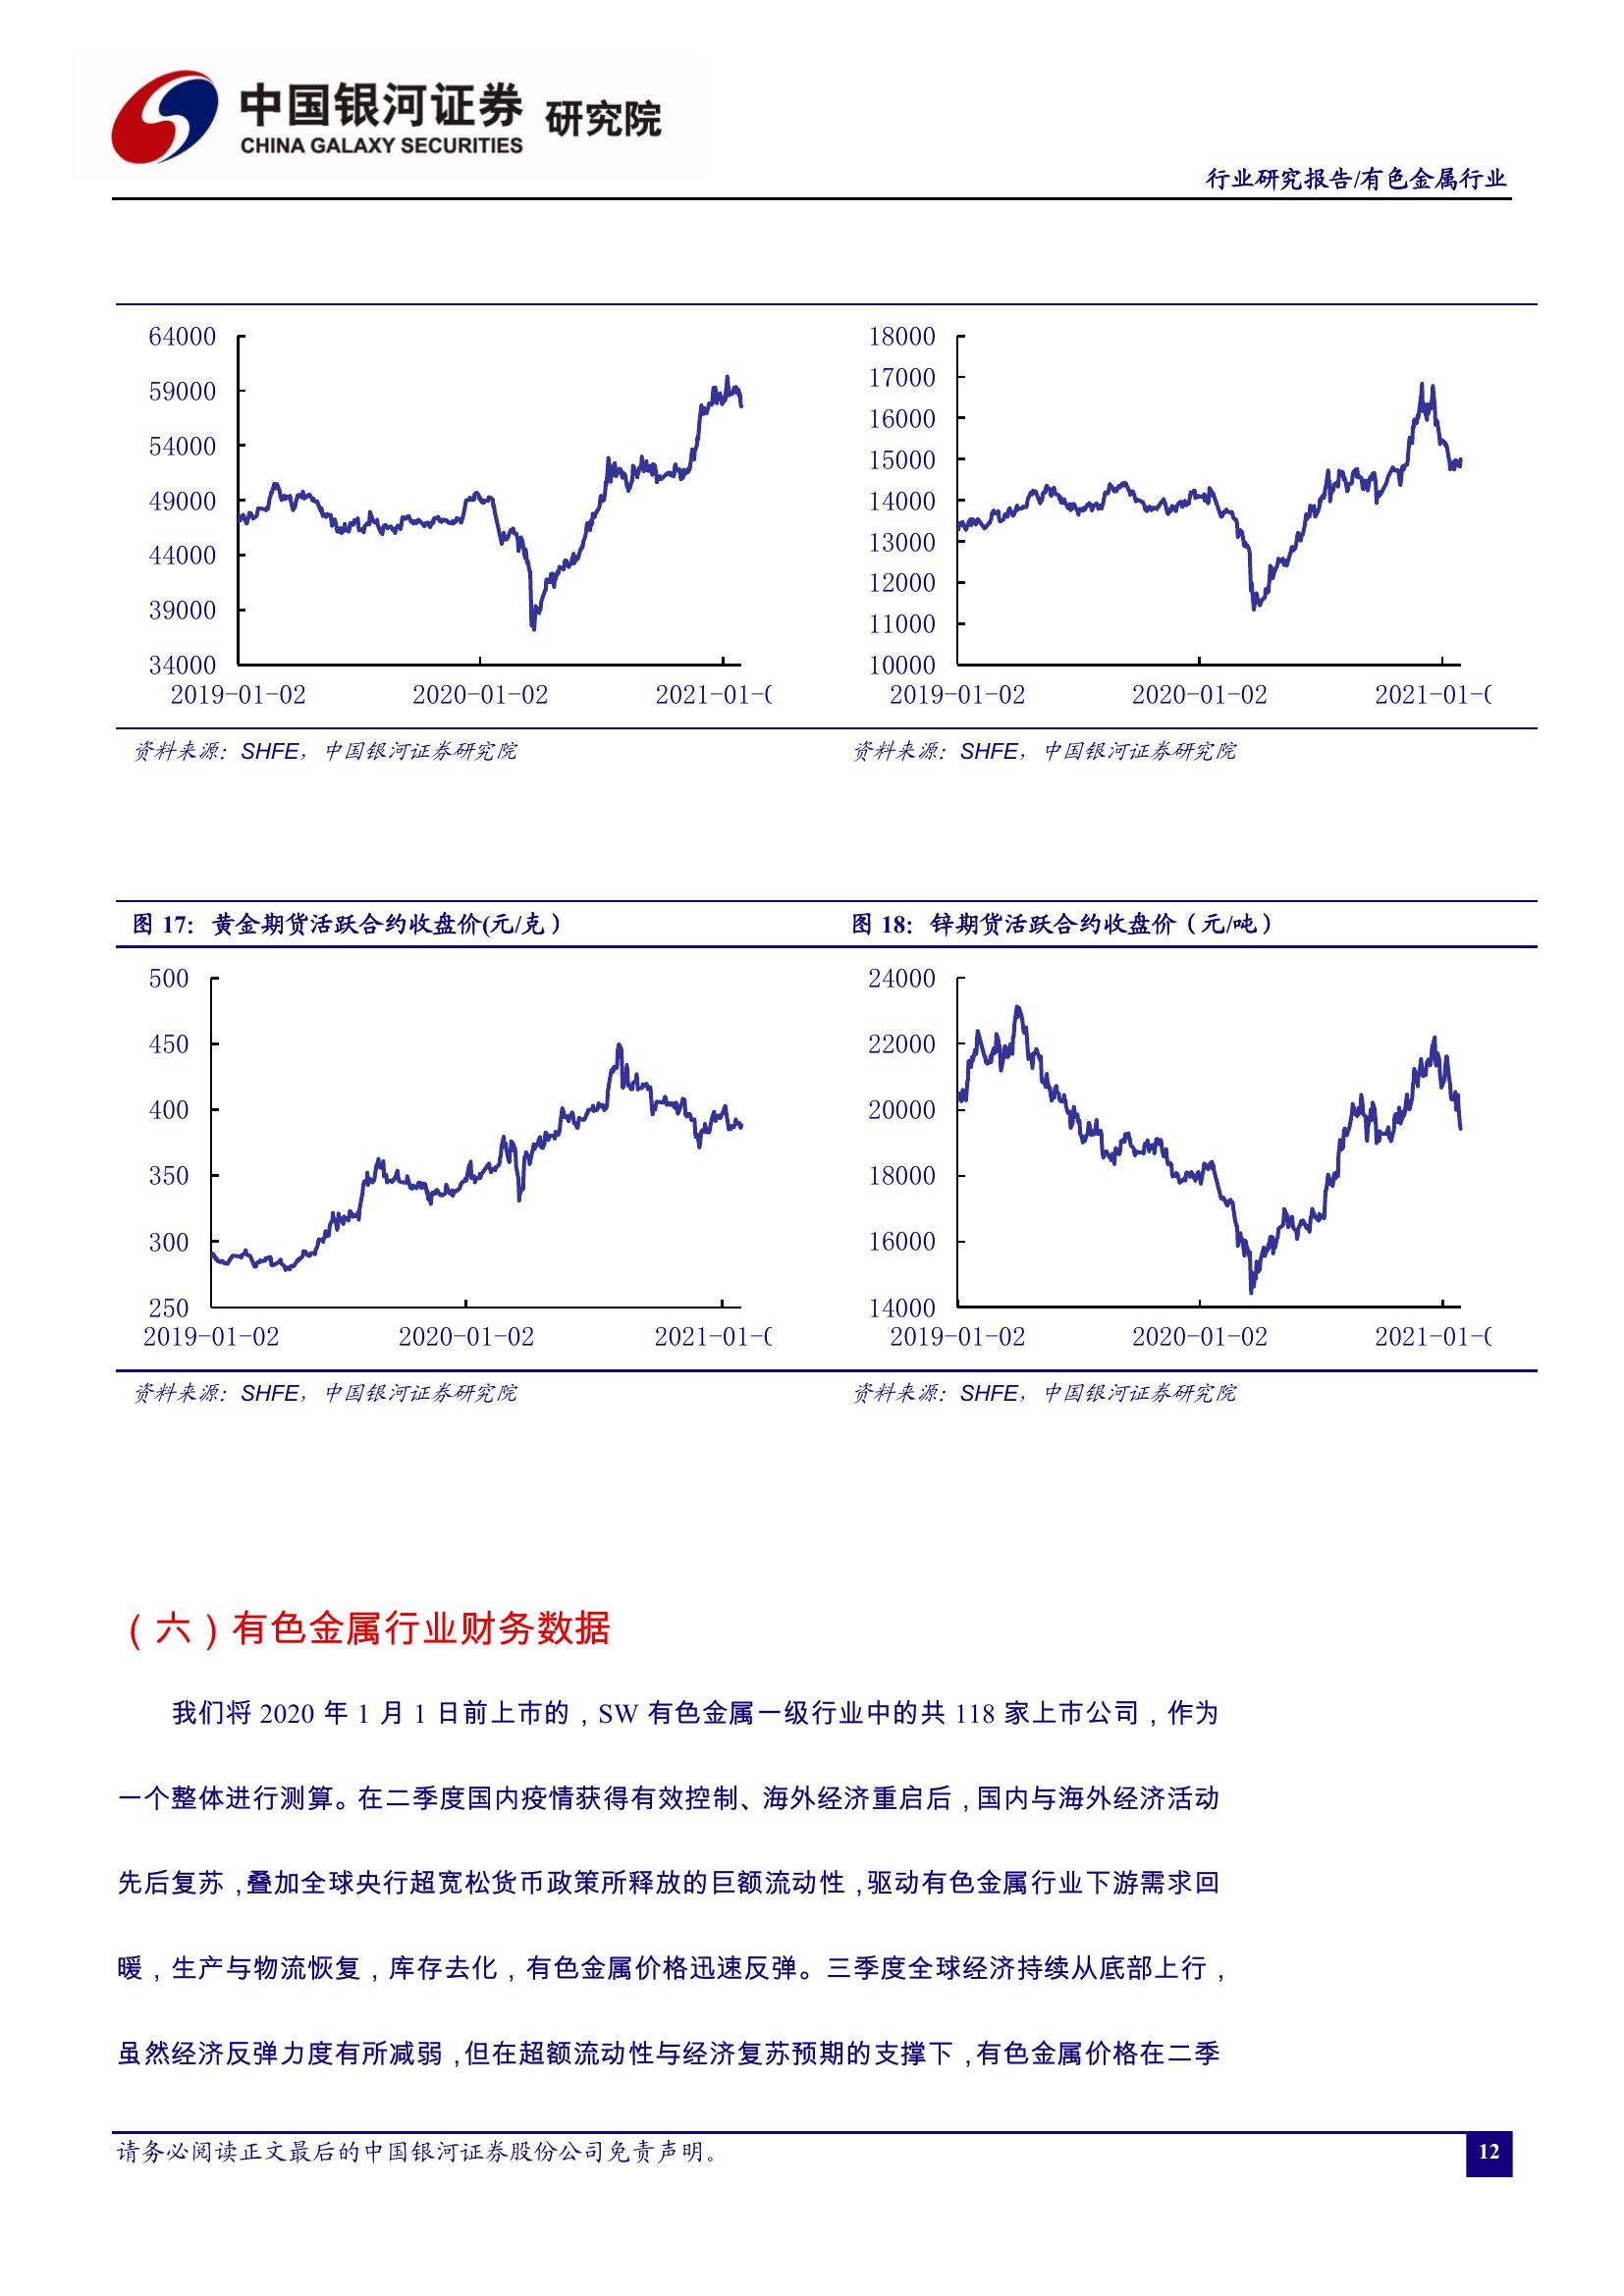 中国银河证券 研究院
CHINA GALAXY SECURITIES
行业研究报告/有色金属行业
64000
59000
54000
49000
44000
39000
34000
2019-01-02 2020-01-02 2021-01-0
18000
17000
16000
15000
14000
13000
12000
11000
10000
2019-01-02 2020-01-02 2021-01-0
资料来源：SHFE，中国银河证券研究院
资料来源：SHFE，中国银河证券研究院
图 17：黄金期货活跃合约收盘价(元/克）
图 18：锌期货活跃合约收盘价（元/吨）
500
450
400
350
300
250
2019-01-02 2020-01-02 2021-01-0
24000
22000
20000
18000
16000
14000
2019-01-02 2020-01-02 2021-01-0
资料来源：SHFE，中国银河证券研究院
资料来源：SHFE，中国银河证券研究院
（六）有色金属行业财务数据
我们将 2020 年 1 月 1 日前上市的，SW 有色金属一级行业中的共 118 家上市公司，作为
一个整体进行测算。在二季度国内疫情获得有效控制、海外经济重启后，国内与海外经济活动
先后复苏，叠加全球央行超宽松货币政策所释放的巨额流动性，驱动有色金属行业下游需求回
暖，生产与物流恢复，库存去化，有色金属价格迅速反弹。三季度全球经济持续从底部上行，
虽然经济反弹力度有所减弱，但在超额流动性与经济复苏预期的支撑下，有色金属价格在二季
请务必阅读正文最后的中国银河证券股份公司免责声明。
12